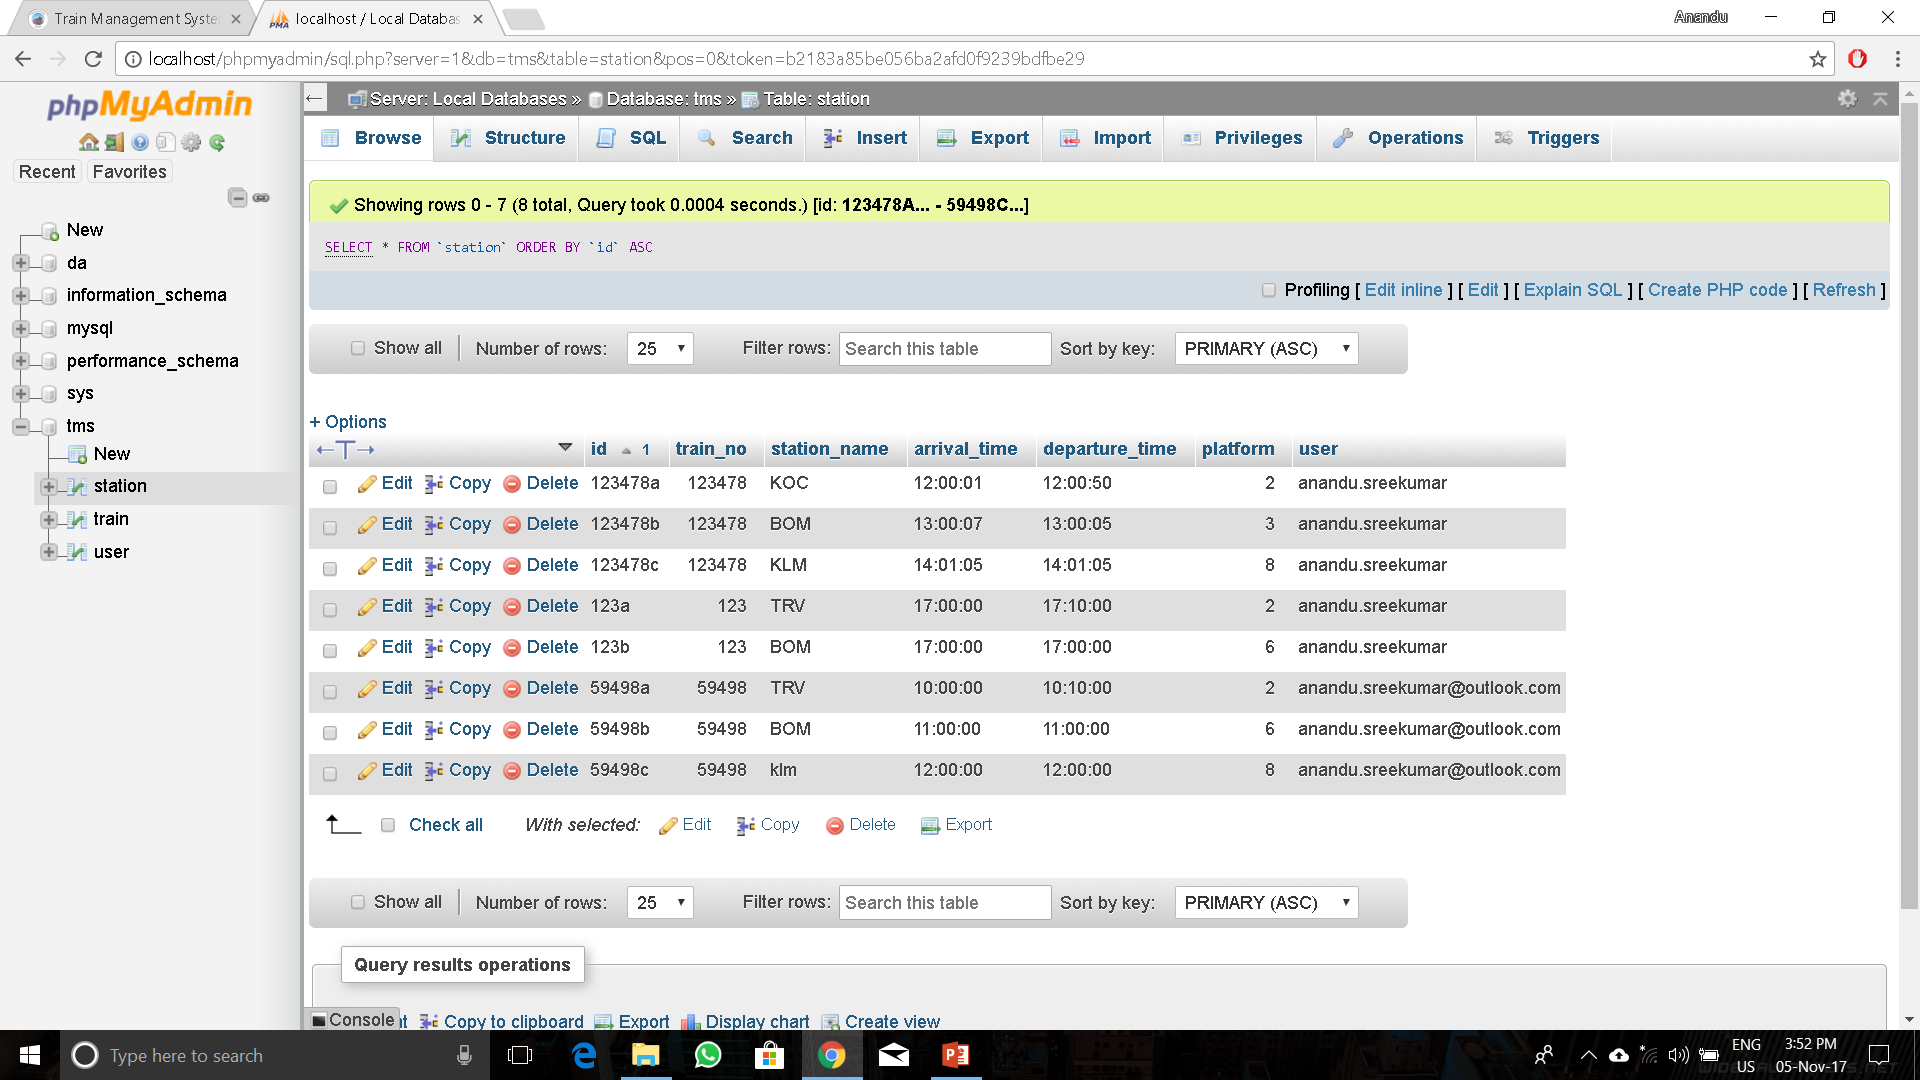 Train Management Syste
localhost / Local Databas
Anandu
localhost/phpmyadmin/sql.php?server=1&db=tms&table=station&pos=0&token=b2183a85be056ba2afd0f9239bdfbe29
phpMyAdmin
Recent Favorites
New
da
information_schema
mysql
performance_schema
sys
tms
New
station
train
user
Server: Local Databases » Database: tms » Table: station
Browse Structure SQL Search Insert Export Import Privileges Operations Triggers
Showing rows 0 - 7 (8 total, Query took 0.0004 seconds.) [id: 123478A... - 59498C...]
SELECT * FROM `station` ORDER BY `id` ASC
Profiling [ Edit inline ] [ Edit ] [ Explain SQL ] [ Create PHP code ] [ Refresh ]
Show all Number of rows: 25 Filter rows: Search this table Sort by key: PRIMARY (ASC)
+ Options
id 1 train_no station_name arrival_time departure_time platform user
Edit Copy Delete 123478a 123478 KOC 12:00:01 12:00:50 2 anandu.sreekumar
Edit Copy Delete 123478b 123478 BOM 13:00:07 13:00:05 3 anandu.sreekumar
Edit Copy Delete 123478c 123478 KLM 14:01:05 14:01:05 8 anandu.sreekumar
Edit Copy Delete 123a 123 TRV 17:00:00 17:10:00 2 anandu.sreekumar
Edit Copy Delete 123b 123 BOM 17:00:00 17:00:00 6 anandu.sreekumar
Edit Copy Delete 59498a 59498 TRV 10:00:00 10:10:00 2 anandu.sreekumar@outlook.com
Edit Copy Delete 59498b 59498 BOM 11:00:00 11:00:00 6 anandu.sreekumar@outlook.com
Edit Copy Delete 59498c 59498 klm 12:00:00 12:00:00 8 anandu.sreekumar@outlook.com
Check all With selected: Edit Copy Delete Export
Show all Number of rows: 25 Filter rows: Search this table Sort by key: PRIMARY (ASC)
Query results operations
Console Copy to clipboard Export Display chart Create view
Type here to search
ENG
US
3:52 PM
05-Nov-17